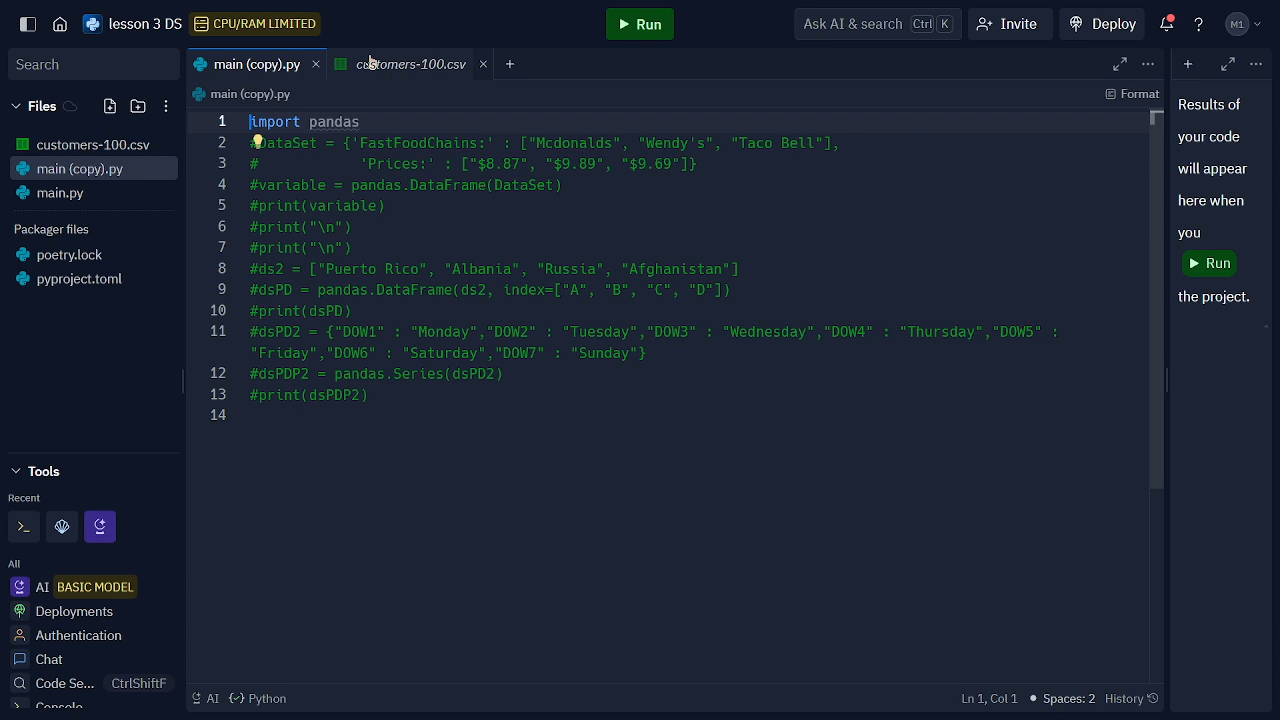 lesson 3 DS CPU/RAM LIMITED Run Ask AI & search Ctrl K Invite Deploy M1
Search
main (copy).py customers-100.csv
Files
main (copy).py Format
customers-100.csv
main (copy).py
main.py
Packager files
poetry.lock
pyproject.toml
1 import pandas
2 #DataSet = {'FastFoodChains:' : ["Mcdonalds", "Wendy's", "Taco Bell"],
3 # 'Prices:' : ["$8.87", "$9.89", "$9.69"]}
4 #variable = pandas.DataFrame(DataSet)
5 #print(variable)
6 #print("\n")
7 #print("\n")
8 #ds2 = ["Puerto Rico", "Albania", "Russia", "Afghanistan"]
9 #dsPD = pandas.DataFrame(ds2, index=["A", "B", "C", "D"])
10 #print(dsPD)
11 #dsPD2 = {"DOW1" : "Monday","DOW2" : "Tuesday","DOW3" : "Wednesday","DOW4" : "Thursday","DOW5" :
"Friday","DOW6" : "Saturday","DOW7" : "Sunday"}
12 #dsPDP2 = pandas.Series(dsPD2)
13 #print(dsPDP2)
14
Results of
your code
will appear
here when
you
Run
the project.
Tools
Recent
All
AI BASIC MODEL
Deployments
Authentication
Chat
Code Se... CtrlShiftF
Console
AI Python Ln 1, Col 1 Spaces: 2 History